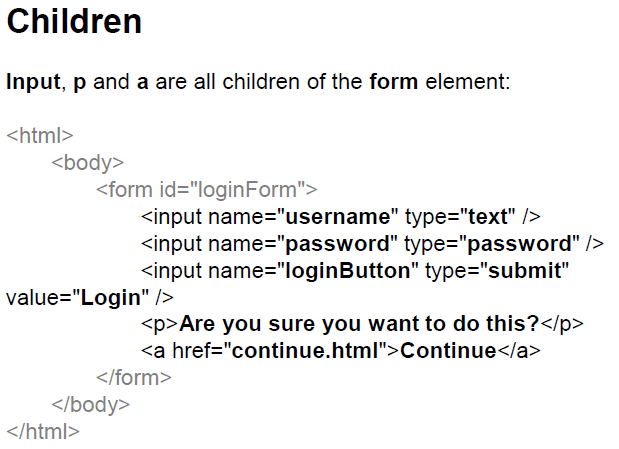 Children
Input, p and a are all children of the form element:
<html>
<body>
<form id="loginForm">
<input name="username" type="text" />
<input name="password" type="password" />
<input name="loginButton" type="submit"
value="Login" />
<p>Are you sure you want to do this?</p>
<a href="continue.html">Continue</a>
</form>
</body>
</html>